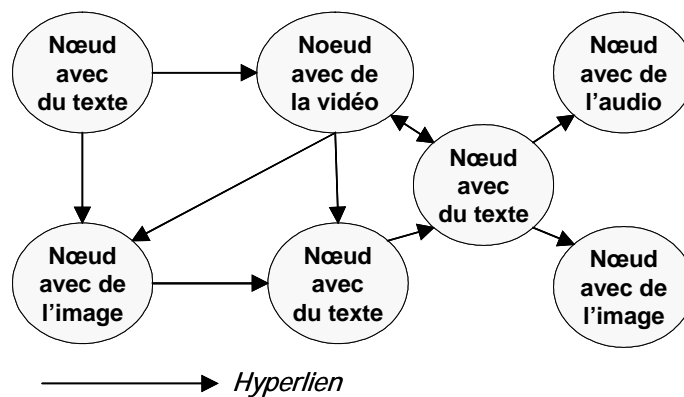 Nœud
avec
du texte
Noeud
avec de
la vidéo
Nœud
avec de
l'audio
Nœud
avec
du texte
Nœud
avec de
l'image
Nœud
avec
du texte
Nœud
avec de
l'image
Hyperlien